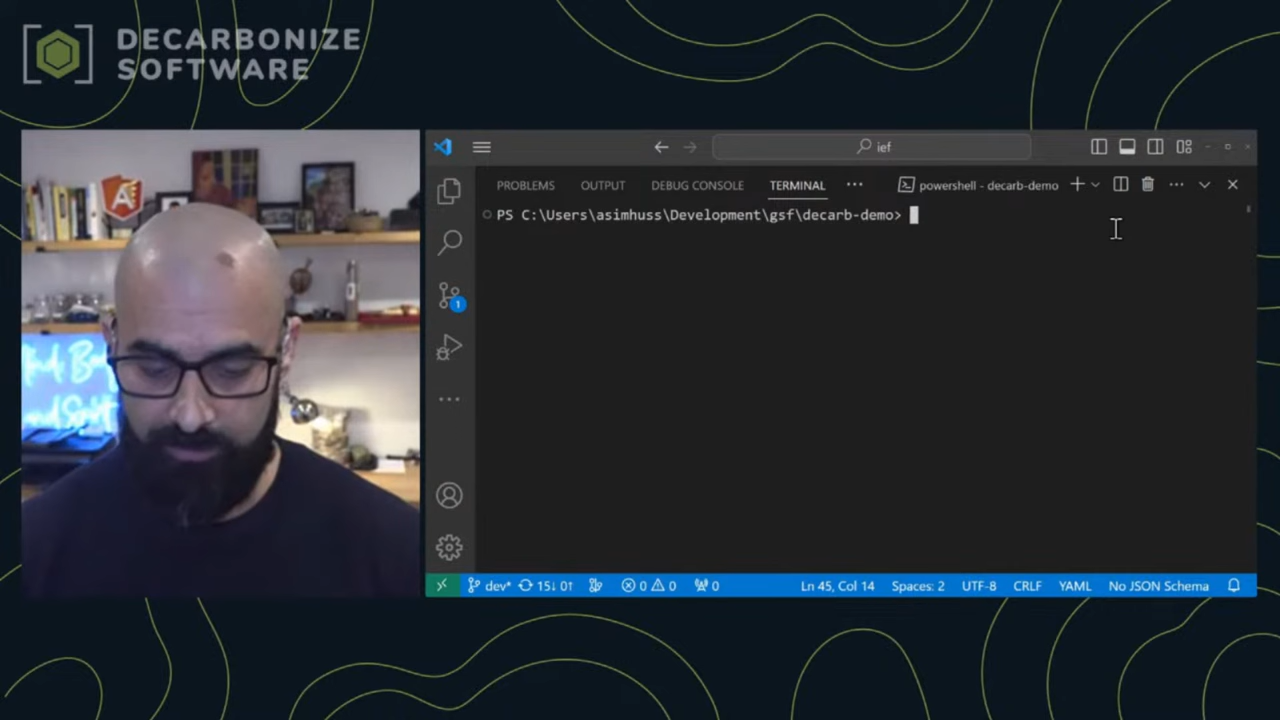 DECARBONIZE
SOFTWARE
ief
PROBLEMS OUTPUT DEBUG CONSOLE TERMINAL ··· powershell - decarb-demo
PS C:\Users\asimhuss\Development\gsf\decarb-demo>
1
dev* 15↓ 0↑ 0 0 0 Ln 45, Col 14 Spaces: 2 UTF-8 CRLF YAML No JSON Schema